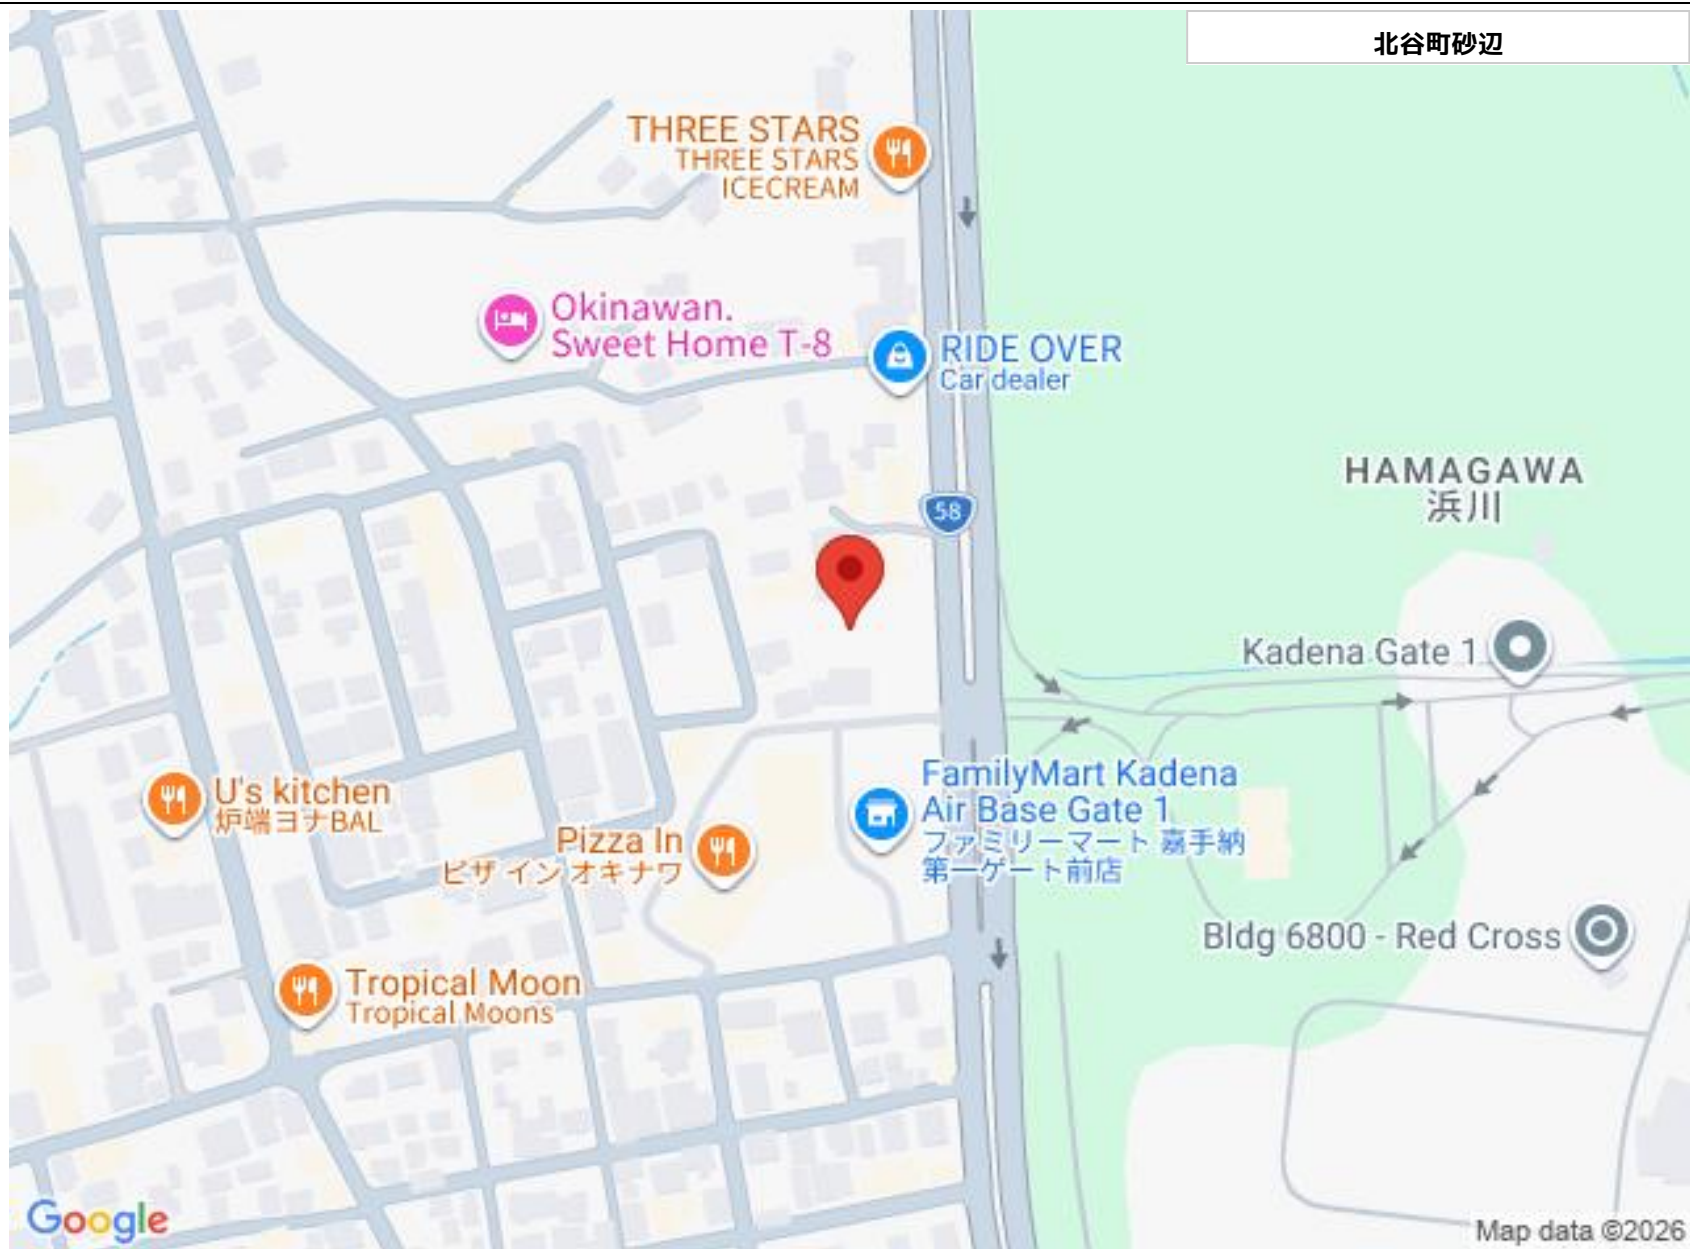 北谷町砂辺
THREE STARS
THREE STARS
ICECREAM
Okinawan.
Sweet Home T-8
RIDE OVER
Car dealer
HAMAGAWA
浜川
58
Kadena Gate 1
FamilyMart Kadena
Air Base Gate 1
ファミリーマート 嘉手納
第一ゲート前店
U's kitchen
炉端ヨナBAL
Pizza In
ピザ イン オキナワ
Bldg 6800 - Red Cross
Tropical Moon
Tropical Moons
Google
Map data ©2026